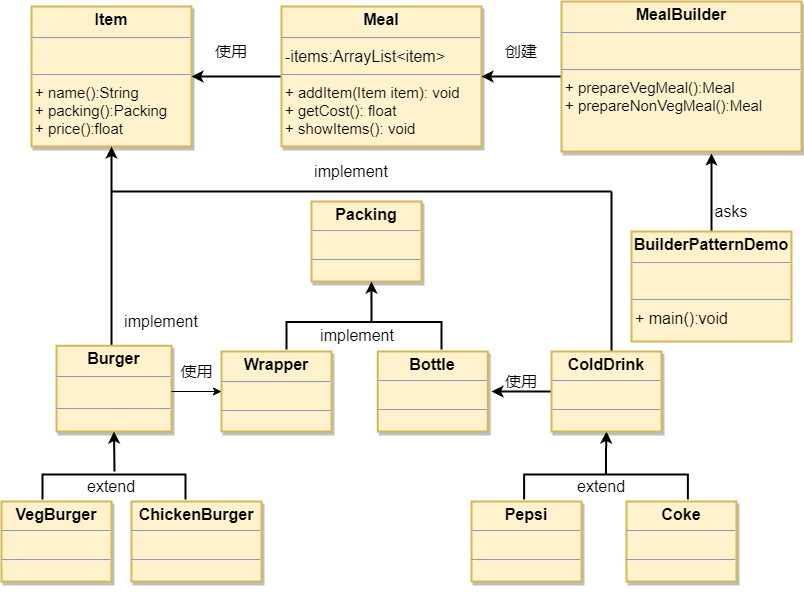 Item
+ name():String
+ packing():Packing
+ price():float
使用
Meal
-items:ArrayList<item>
+ addItem(Item item): void
+ getCost(): float
+ showItems(): void
创建
MealBuilder
+ prepareVegMeal():Meal
+ prepareNonVegMeal():Meal
implement
asks
Packing
BuilderPatternDemo
+ main():void
implement
implement
Burger
使用
Wrapper
Bottle
使用
ColdDrink
extend
extend
VegBurger
ChickenBurger
Pepsi
Coke